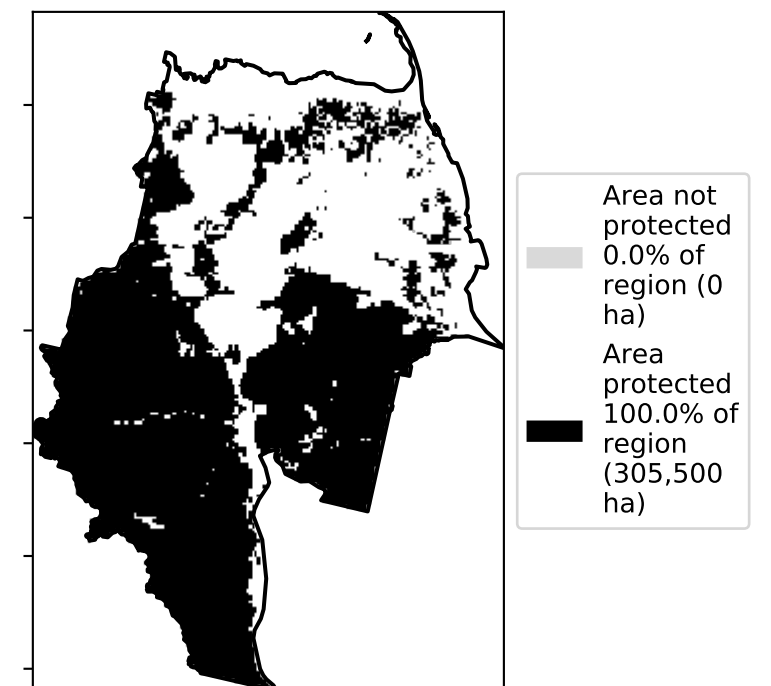 Area not
protected
0.0% of
region (0
ha)
Area
protected
100.0% of
region
(305,500
ha)